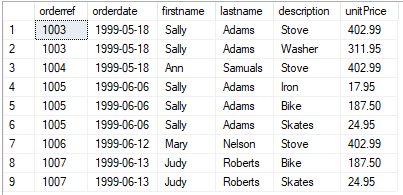 orderref orderdate firstname lastname description unitPrice
1 1003 1999-05-18 Sally Adams Stove 402.99
2 1003 1999-05-18 Sally Adams Washer 311.95
3 1004 1999-05-18 Ann Samuals Stove 402.99
4 1005 1999-06-06 Sally Adams Iron 17.95
5 1005 1999-06-06 Sally Adams Bike 187.50
6 1005 1999-06-06 Sally Adams Skates 24.95
7 1006 1999-06-12 Mary Nelson Stove 402.99
8 1007 1999-06-13 Judy Roberts Bike 187.50
9 1007 1999-06-13 Judy Roberts Skates 24.95